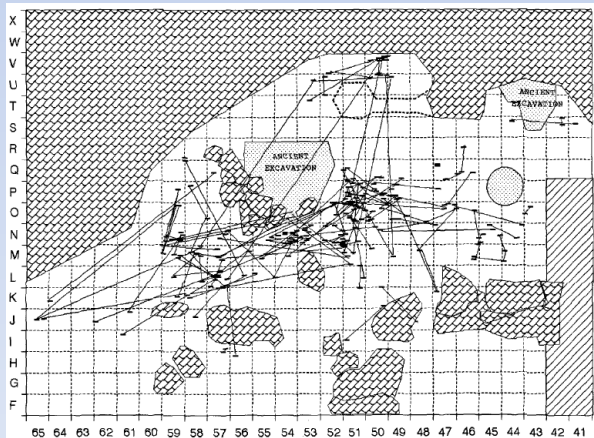 X
W
V
U
T
S
R
Q
P
O
N
M
L
K
J
I
H
G
F
ANCIENT
EXCAVATION
ANCIENT
EXCAVATION
65 64 63 62 61 60 59 58 57 56 55 54 53 52 51 50 49 48 47 46 45 44 43 42 41